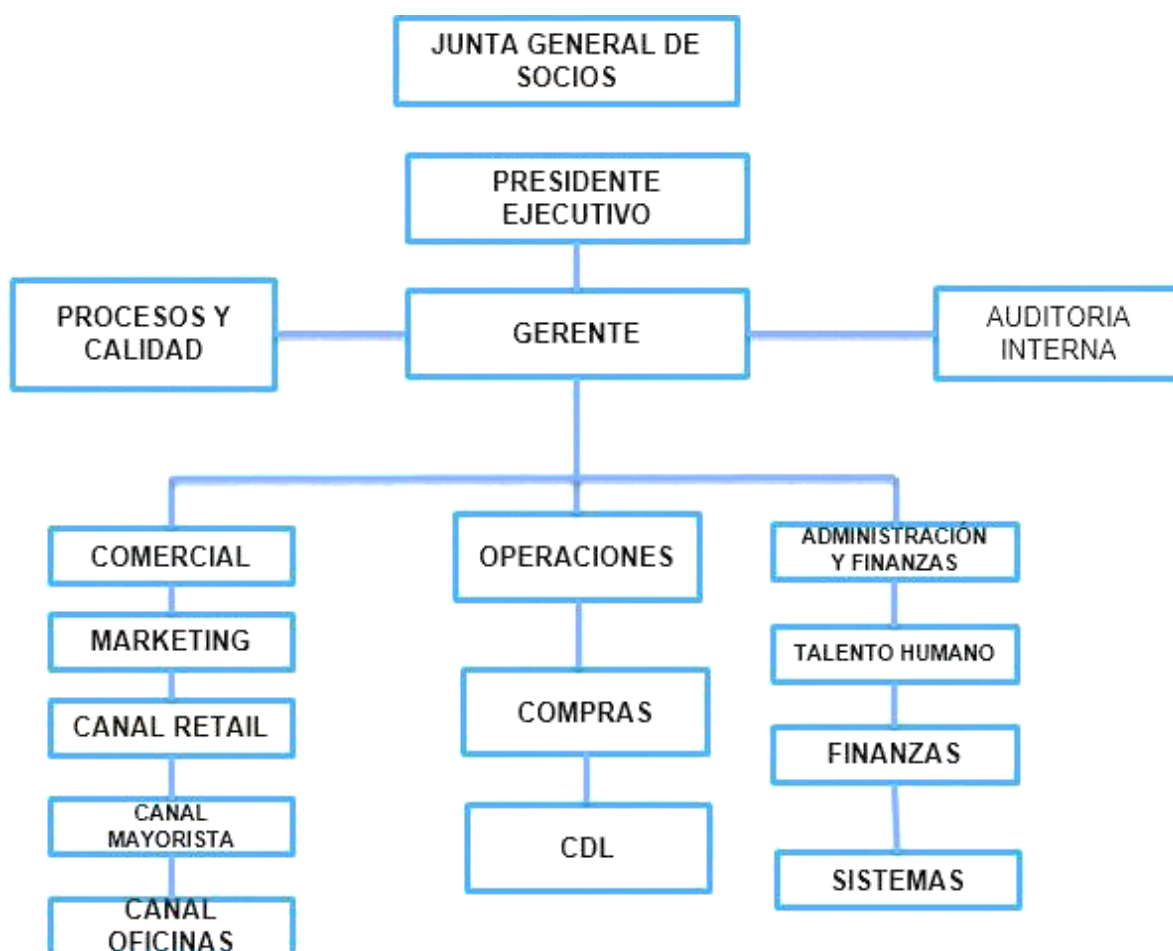 JUNTA GENERAL DE
SOCIOS
PRESIDENTE
EJECUTIVO
PROCESOS Y
CALIDAD
GERENTE
AUDITORIA
INTERNA
COMERCIAL
MARKETING
CANAL RETAIL
CANAL
MAYORISTA
CANAL
OFICINAS
OPERACIONES
COMPRAS
CDL
ADMINISTRACIÓN
Y FINANZAS
TALENTO HUMANO
FINANZAS
SISTEMAS